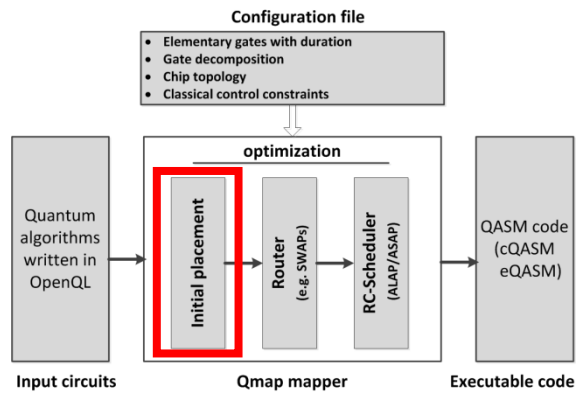 Configuration file
• Elementary gates with duration
• Gate decomposition
• Chip topology
• Classical control constraints
optimization
Quantum
algorithms
written in
OpenQL
Initial placement
Router
(e.g. SWAPs)
RC-Scheduler
(ALAP/ASAP)
QASM code
(cQASM
eQASM)
Input circuits
Qmap mapper
Executable code